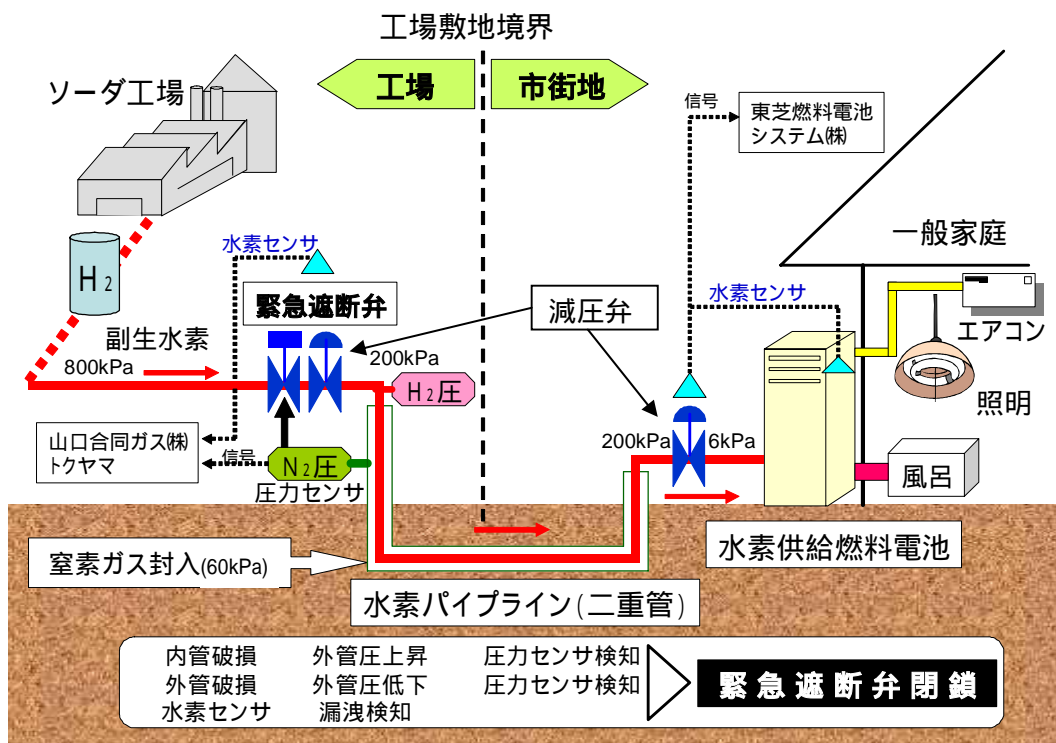 工場敷地境界
工場
市街地
ソーダ工場
信号
東芝燃料電池
システム㈱
一般家庭
H2
水素センサ
緊急遮断弁
減圧弁
水素センサ
エアコン
副生水素
800kPa
200kPa
H2圧
照明
200kPa
6kPa
山口合同ガス㈱
トクヤマ
信号
N2圧
圧力センサ
風呂
水素供給燃料電池
窒素ガス封入(60kPa)
水素パイプライン(二重管)
内管破損 外管圧上昇 圧力センサ検知
外管破損 外管圧低下 圧力センサ検知
水素センサ 漏洩検知
緊急遮断弁閉鎖